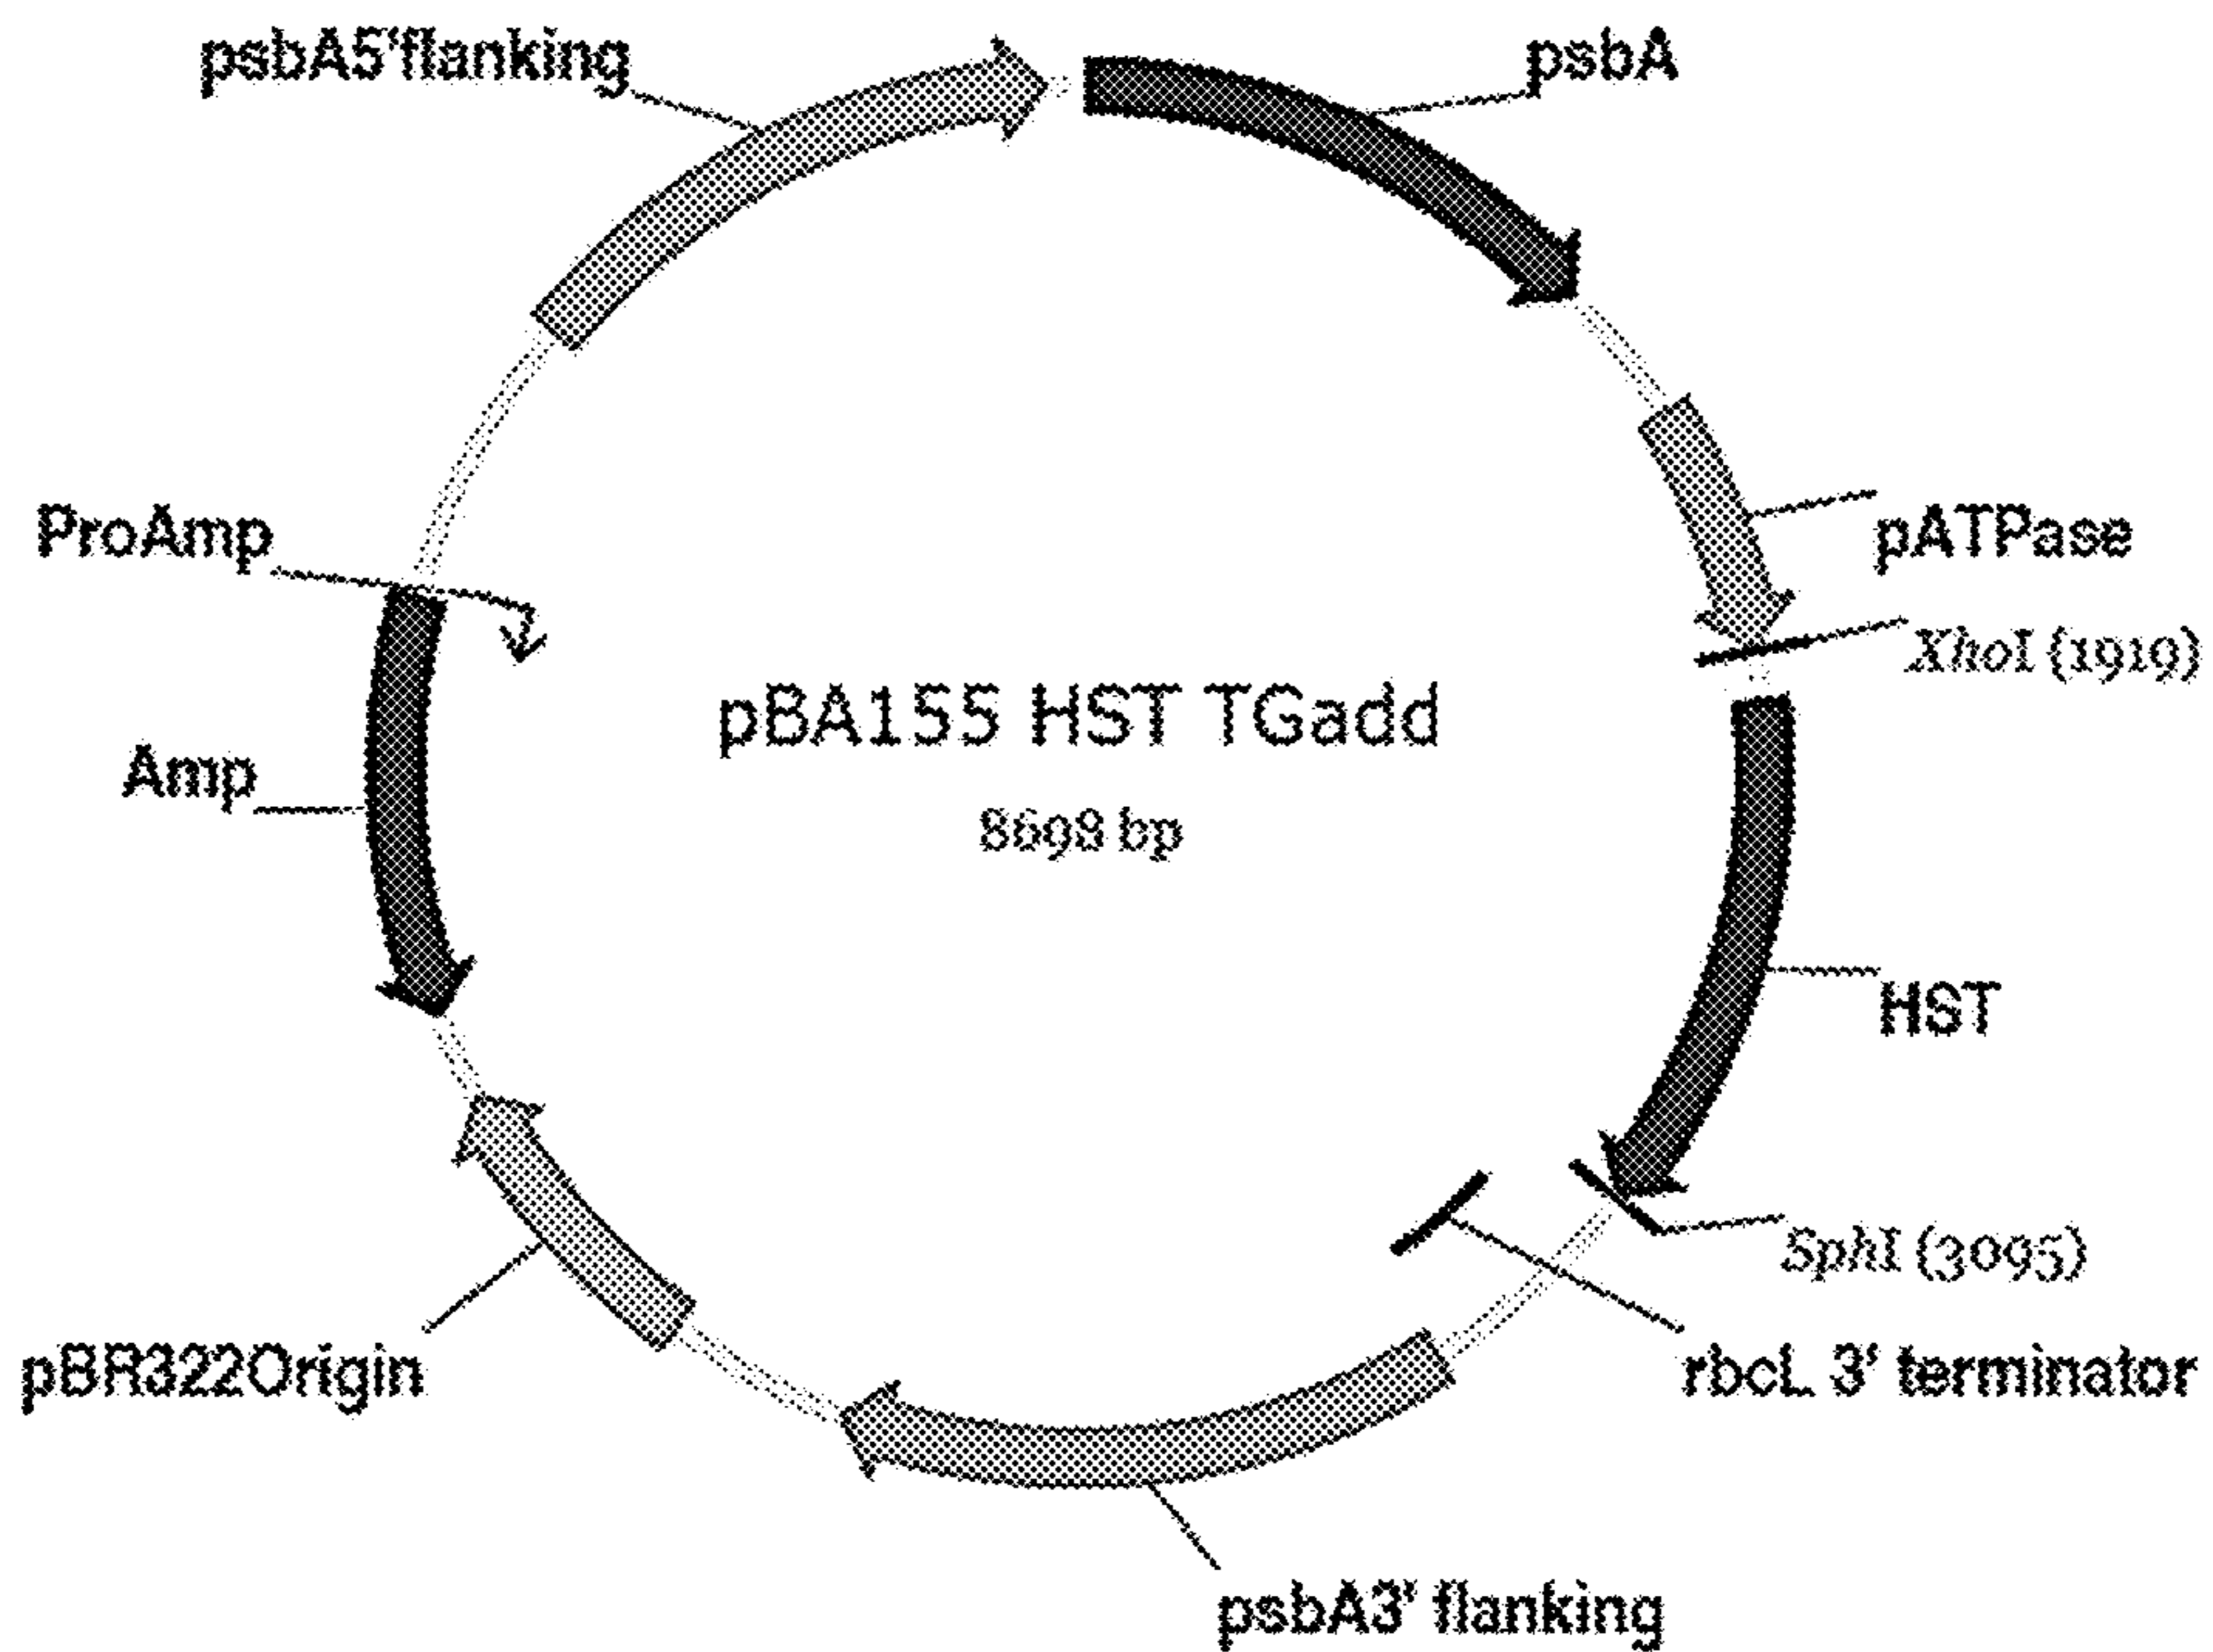 psbA5'flanking
psbA
ProAmp
pATPase
XhoI (1919)
pBA155 HST TGadd
Amp
8698 bp
HST
SphI (3095)
pBR322Origin
rbcL 3' terminator
psbA3' flanking